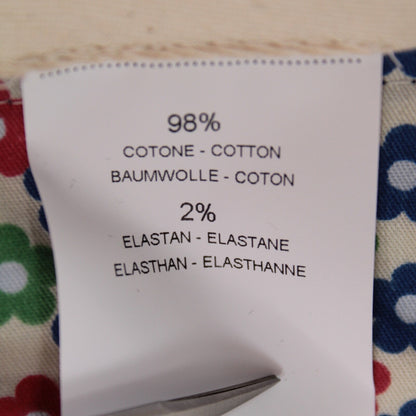 98%
COTONE - COTTON
BAUMWOLLE - COTON
2%
ELASTAN - ELASTANE
ELASTHAN - ELASTHANNE